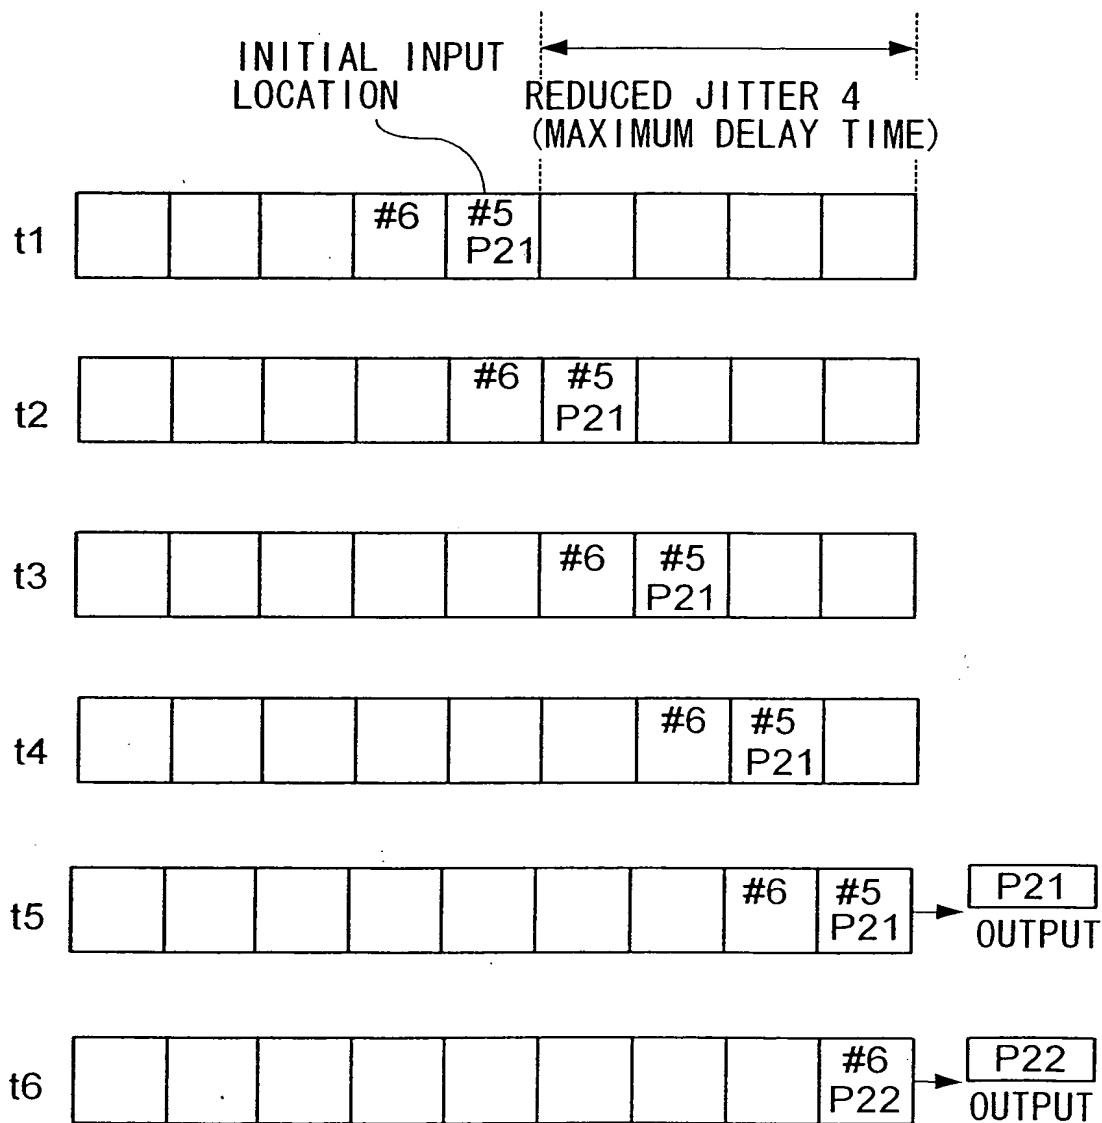 INITIAL INPUT
LOCATION
REDUCED JITTER 4
(MAXIMUM DELAY TIME)
t1
#6
#5
P21
t2
#6
#5
P21
t3
#6
#5
P21
t4
#6
#5
P21
t5
#6
#5
P21
P21
OUTPUT
t6
#6
P22
P22
OUTPUT